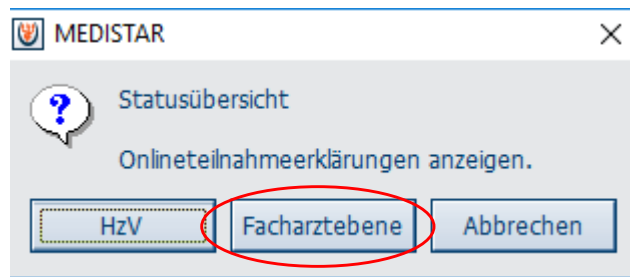 MEDISTAR
Statusübersicht
Onlineteilnahmeerklärungen anzeigen.
HzV Facharztebene Abbrechen